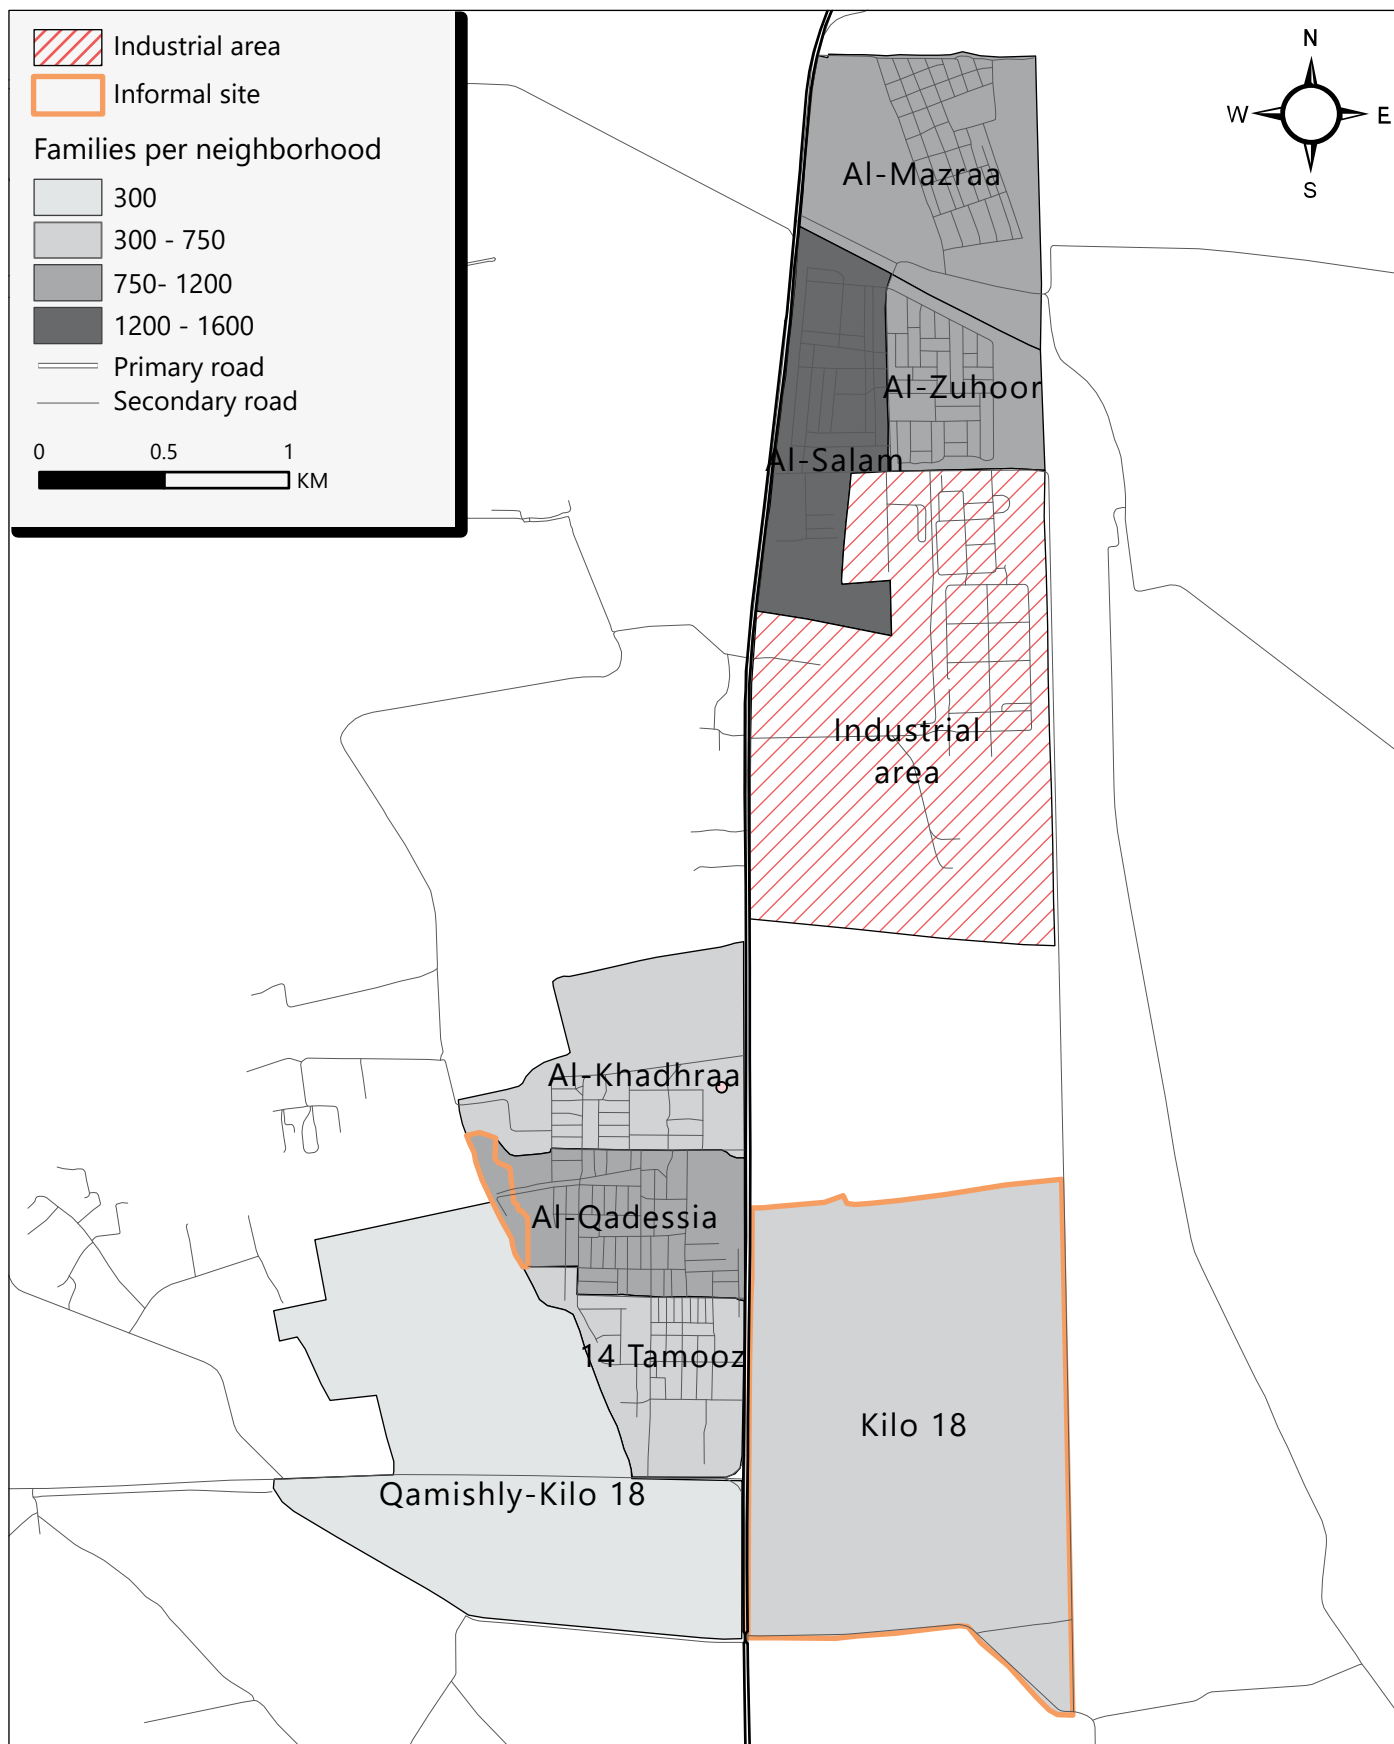 Industrial area
Informal site
Families per neighborhood
300
300 - 750
750- 1200
1200 - 1600
Primary road
Secondary road
0 0.5 1
KM
N
W E
S
Al-Mazraa
Al-Zuhoor
Al-Salam
Industrial
area
Al-Khadhraa
Al-Qadessia
14 Tamooz
Kilo 18
Qamishly-Kilo 18